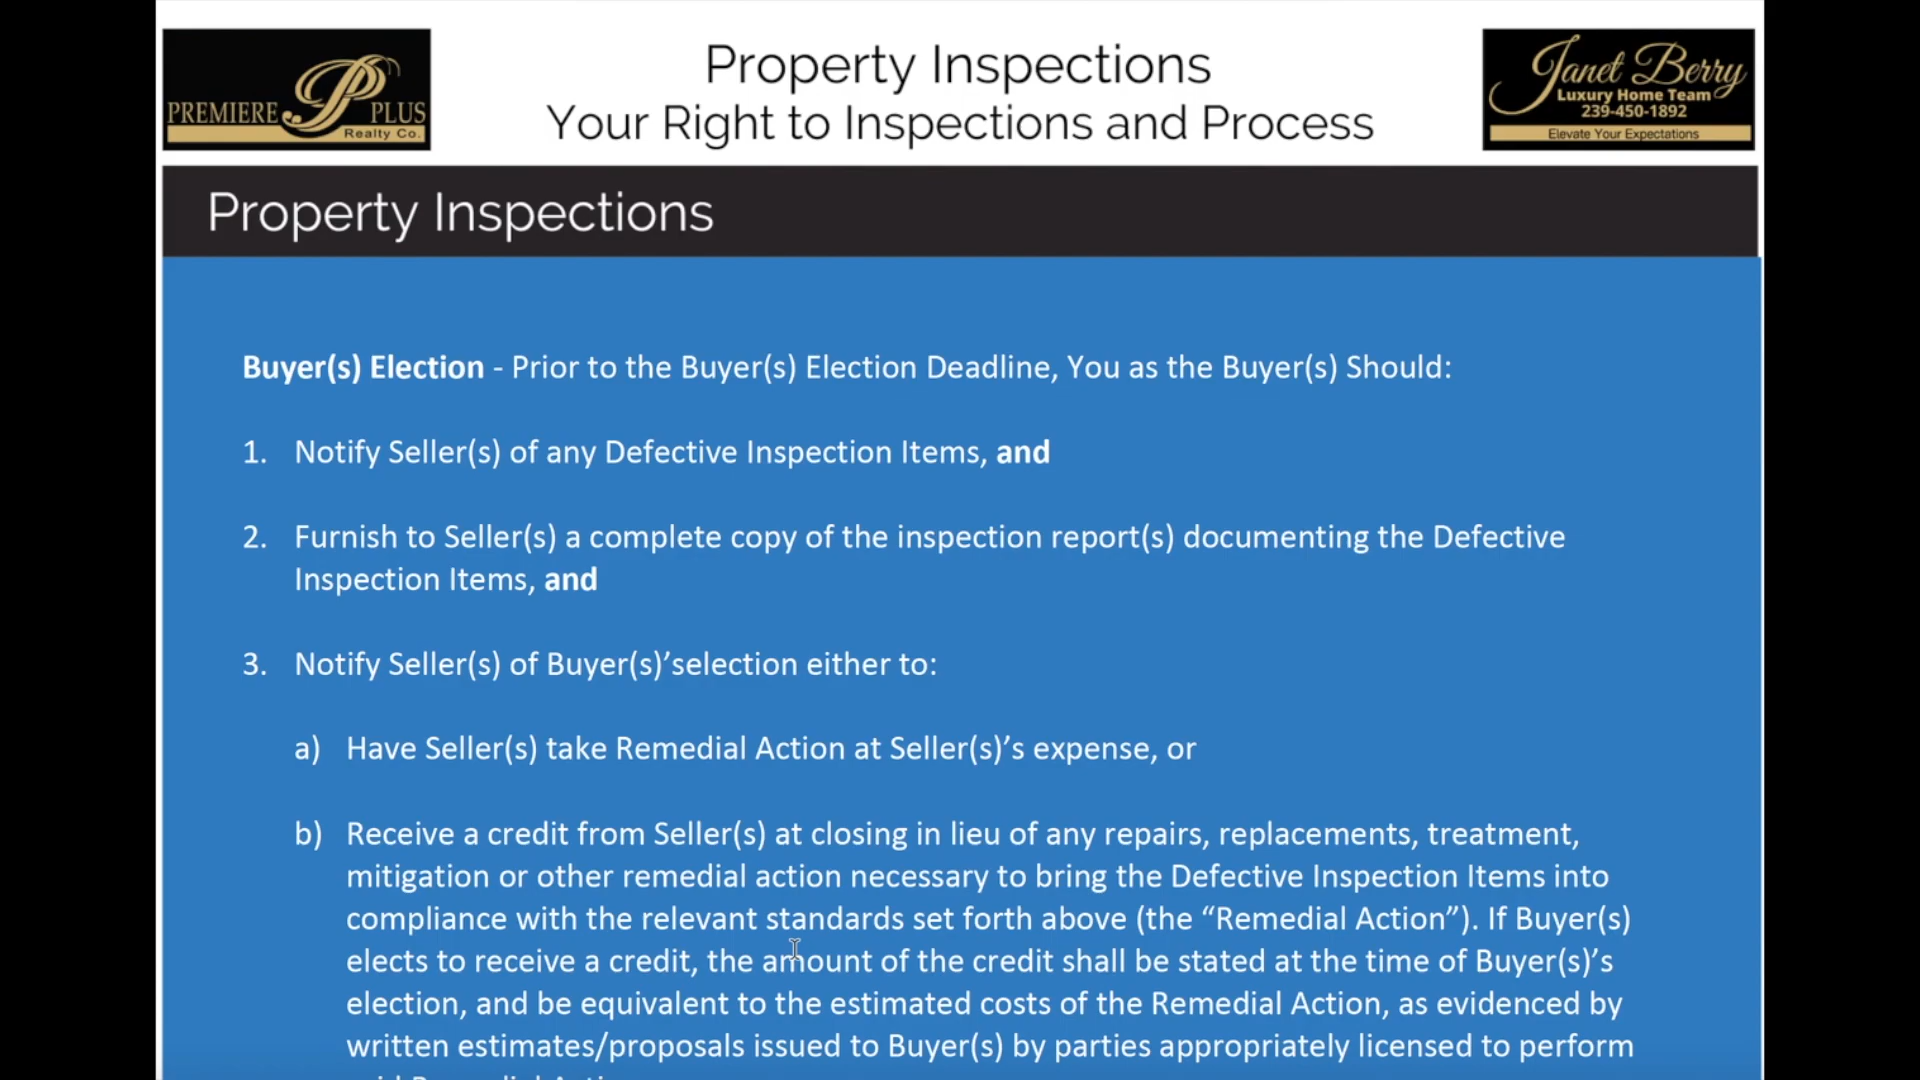 PREMIERE PLUS
Realty Co.
Property Inspections
Your Right to Inspections and Process
Janet Berry
Luxury Home Team
239-450-1892
Elevate Your Expectations
Property Inspections
Buyer(s) Election - Prior to the Buyer(s) Election Deadline, You as the Buyer(s) Should:
1. Notify Seller(s) of any Defective Inspection Items, and
2. Furnish to Seller(s) a complete copy of the inspection report(s) documenting the Defective
Inspection Items, and
3. Notify Seller(s) of Buyer(s)’selection either to:
a) Have Seller(s) take Remedial Action at Seller(s)’s expense, or
b) Receive a credit from Seller(s) at closing in lieu of any repairs, replacements, treatment,
mitigation or other remedial action necessary to bring the Defective Inspection Items into
compliance with the relevant standards set forth above (the “Remedial Action”). If Buyer(s)
elects to receive a credit, the amount of the credit shall be stated at the time of Buyer(s)’s
election, and be equivalent to the estimated costs of the Remedial Action, as evidenced by
written estimates/proposals issued to Buyer(s) by parties appropriately licensed to perform